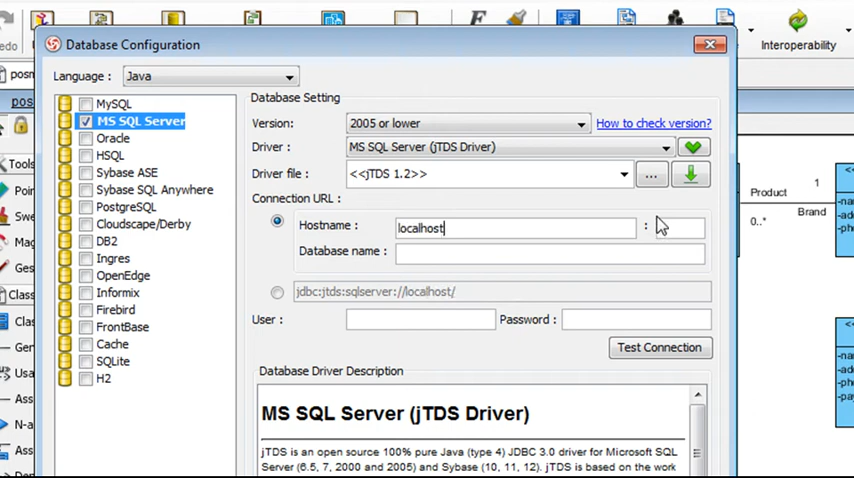 Database Configuration
Interoperability
Language :
Java
MySQL
MS SQL Server
Oracle
HSQL
Sybase ASE
Sybase SQL Anywhere
PostgreSQL
Cloudscape/Derby
DB2
Ingres
OpenEdge
Informix
Firebird
FrontBase
Cache
SQLite
H2
Database Setting
Version:
2005 or lower
How to check version?
Driver :
MS SQL Server (jTDS Driver)
Driver file :
<<jTDS 1.2>>
...
Connection URL :
Hostname :
localhost
:
Database name :
jdbc:jtds:sqlserver://localhost/
User :
Password :
Test Connection
Database Driver Description
MS SQL Server (jTDS Driver)
jTDS is an open source 100% pure Java (type 4) JDBC 3.0 driver for Microsoft SQL
Server (6.5, 7, 2000 and 2005) and Sybase (10, 11, 12). jTDS is based on the work
Tools
Product
1
Brand
0..*